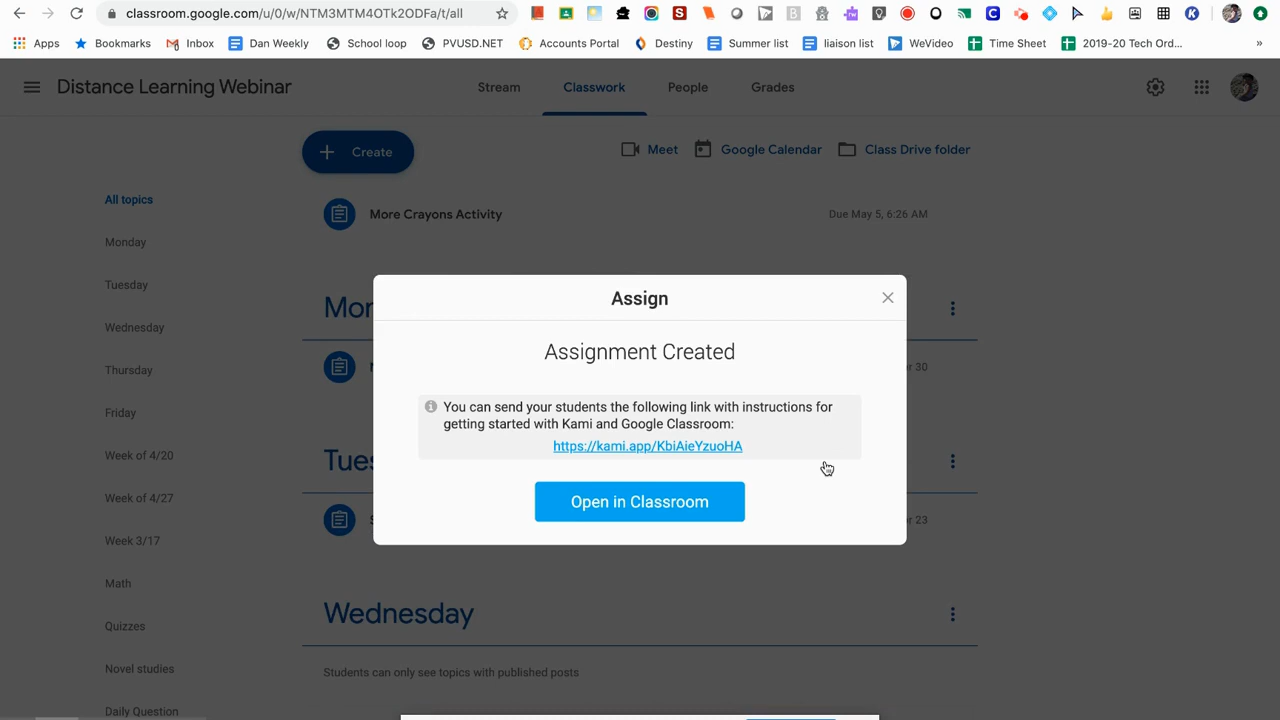 classroom.google.com/u/0/w/NTM3MTM4OTk2ODFa/t/all
Apps Bookmarks Inbox Dan Weekly School loop PVUSD.NET Accounts Portal Destiny Summer list liaison list WeVideo Time Sheet 2019-20 Tech Ord... »
Distance Learning Webinar Stream Classwork People Grades
Create Meet Google Calendar Class Drive folder
All topics
More Crayons Activity Due May 5, 6:26 AM
Monday
Tuesday
Wednesday
Thursday
Friday
Week of 4/20
Week of 4/27
Week 3/17
Math
Quizzes
Novel studies
Daily Question
Assign
Assignment Created
You can send your students the following link with instructions for
getting started with Kami and Google Classroom:
https://kami.app/KbiAieYzuoHA
Open in Classroom
Mon
30
Tues
23
Wednesday
Students can only see topics with published posts